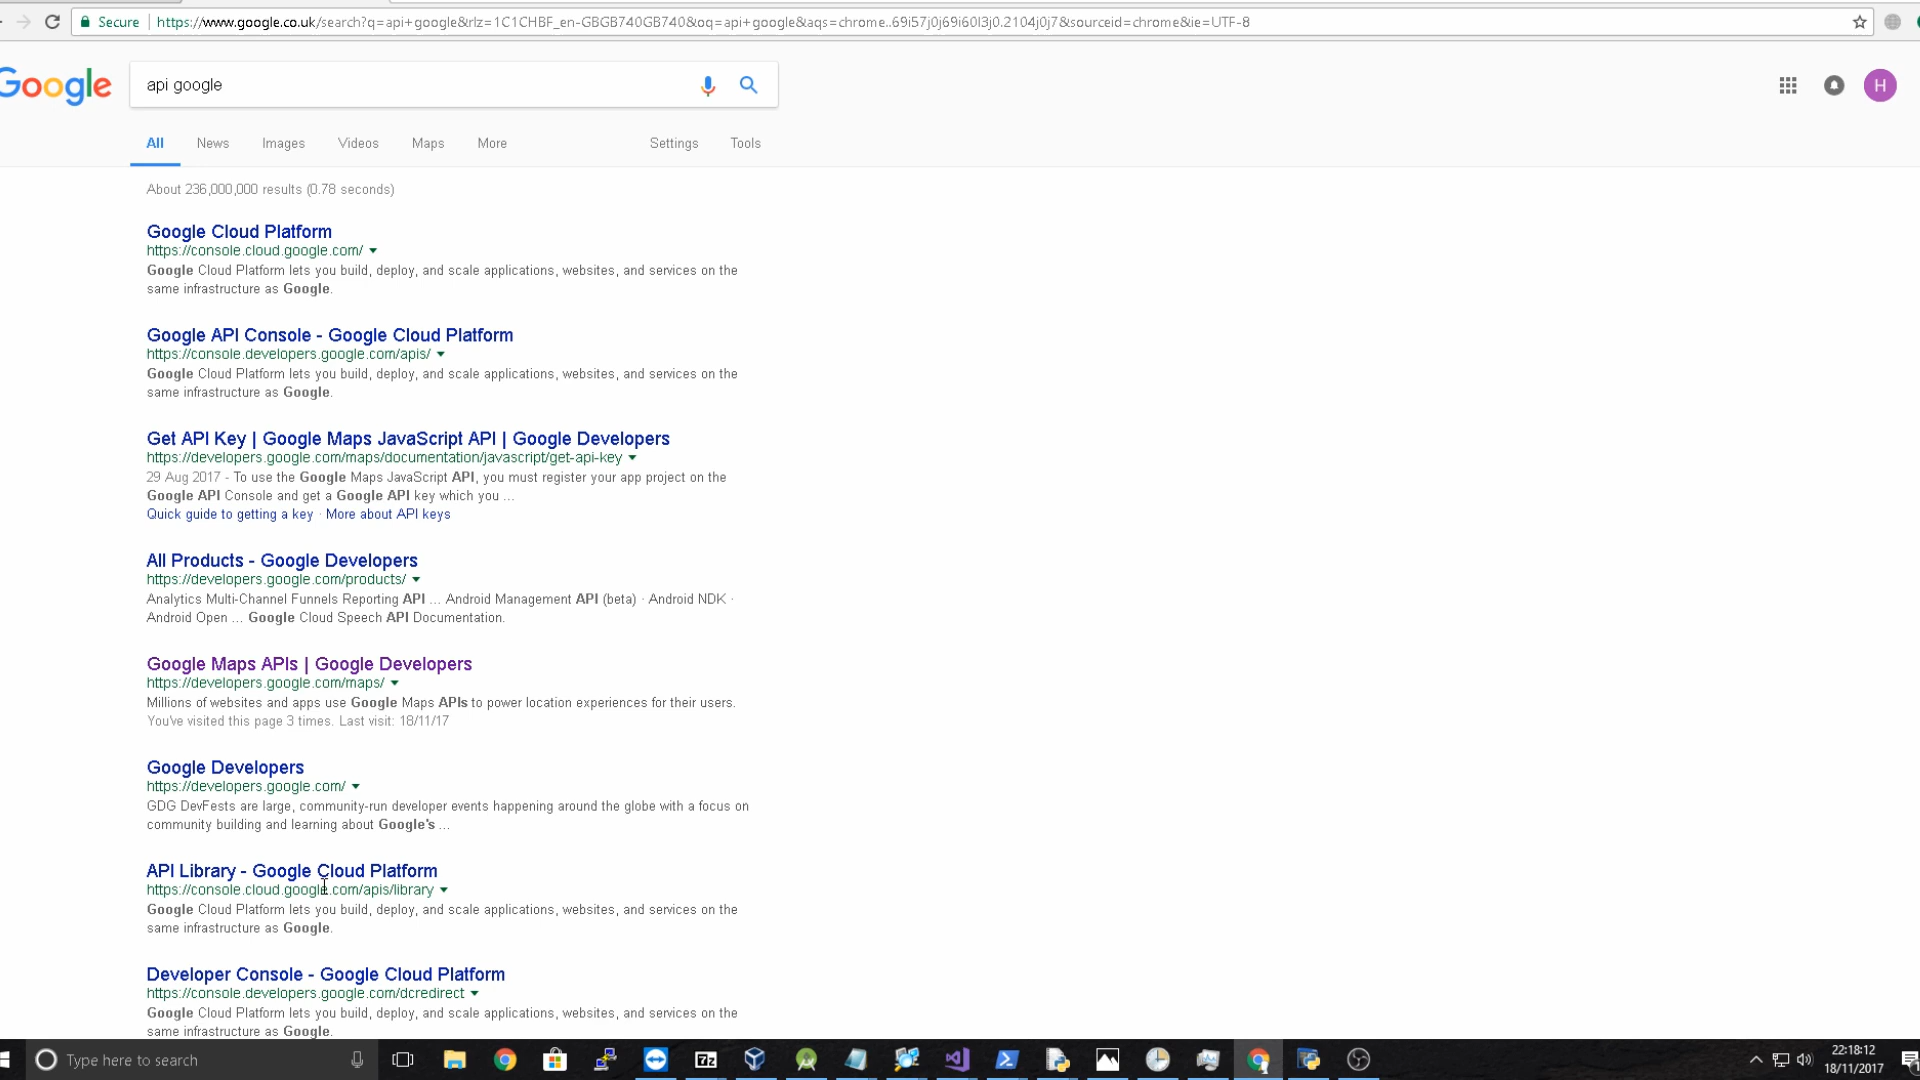 Secure https://www.google.co.uk/search?q=api+google&rlz=1C1CHBF_en-GBGB740GB740&oq=api+google&aqs=chrome..69i57j0j69i60l3j0.2104j0j7&sourceid=chrome&ie=UTF-8
Google api google H
All News Images Videos Maps More Settings Tools
About 236,000,000 results (0.78 seconds)
Google Cloud Platform
https://console.cloud.google.com/
Google Cloud Platform lets you build, deploy, and scale applications, websites, and services on the
same infrastructure as Google.
Google API Console - Google Cloud Platform
https://console.developers.google.com/apis/
Google Cloud Platform lets you build, deploy, and scale applications, websites, and services on the
same infrastructure as Google.
Get API Key | Google Maps JavaScript API | Google Developers
https://developers.google.com/maps/documentation/javascript/get-api-key
29 Aug 2017 - To use the Google Maps JavaScript API, you must register your app project on the
Google API Console and get a Google API key which you ...
Quick guide to getting a key · More about API keys
All Products - Google Developers
https://developers.google.com/products/
Analytics Multi-Channel Funnels Reporting API ... Android Management API (beta) · Android NDK ·
Android Open ... Google Cloud Speech API Documentation.
Google Maps APIs | Google Developers
https://developers.google.com/maps/
Millions of websites and apps use Google Maps APIs to power location experiences for their users.
You've visited this page 3 times. Last visit: 18/11/17
Google Developers
https://developers.google.com/
GDG DevFests are large, community-run developer events happening around the globe with a focus on
community building and learning about Google's ...
API Library - Google Cloud Platform
https://console.cloud.google.com/apis/library
Google Cloud Platform lets you build, deploy, and scale applications, websites, and services on the
same infrastructure as Google.
Developer Console - Google Cloud Platform
https://console.developers.google.com/dcredirect
Google Cloud Platform lets you build, deploy, and scale applications, websites, and services on the
same infrastructure as Google.
Type here to search 7z 22:18:12
18/11/2017